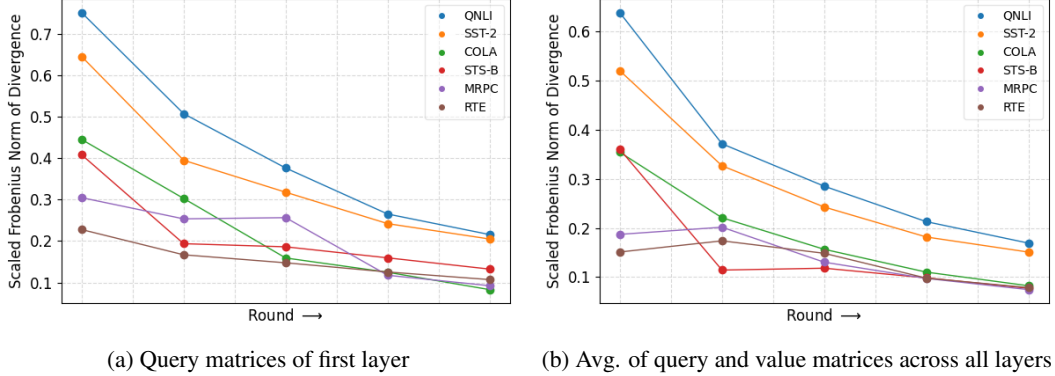 Scaled Frobenius Norm of Divergence
0.7
0.6
0.5
0.4
0.3
0.2
0.1
QNLI
SST-2
COLA
STS-B
MRPC
RTE
Round ⟶
(a) Query matrices of first layer
Scaled Frobenius Norm of Divergence
0.6
0.5
0.4
0.3
0.2
0.1
QNLI
SST-2
COLA
STS-B
MRPC
RTE
Round ⟶
(b) Avg. of query and value matrices across all layers